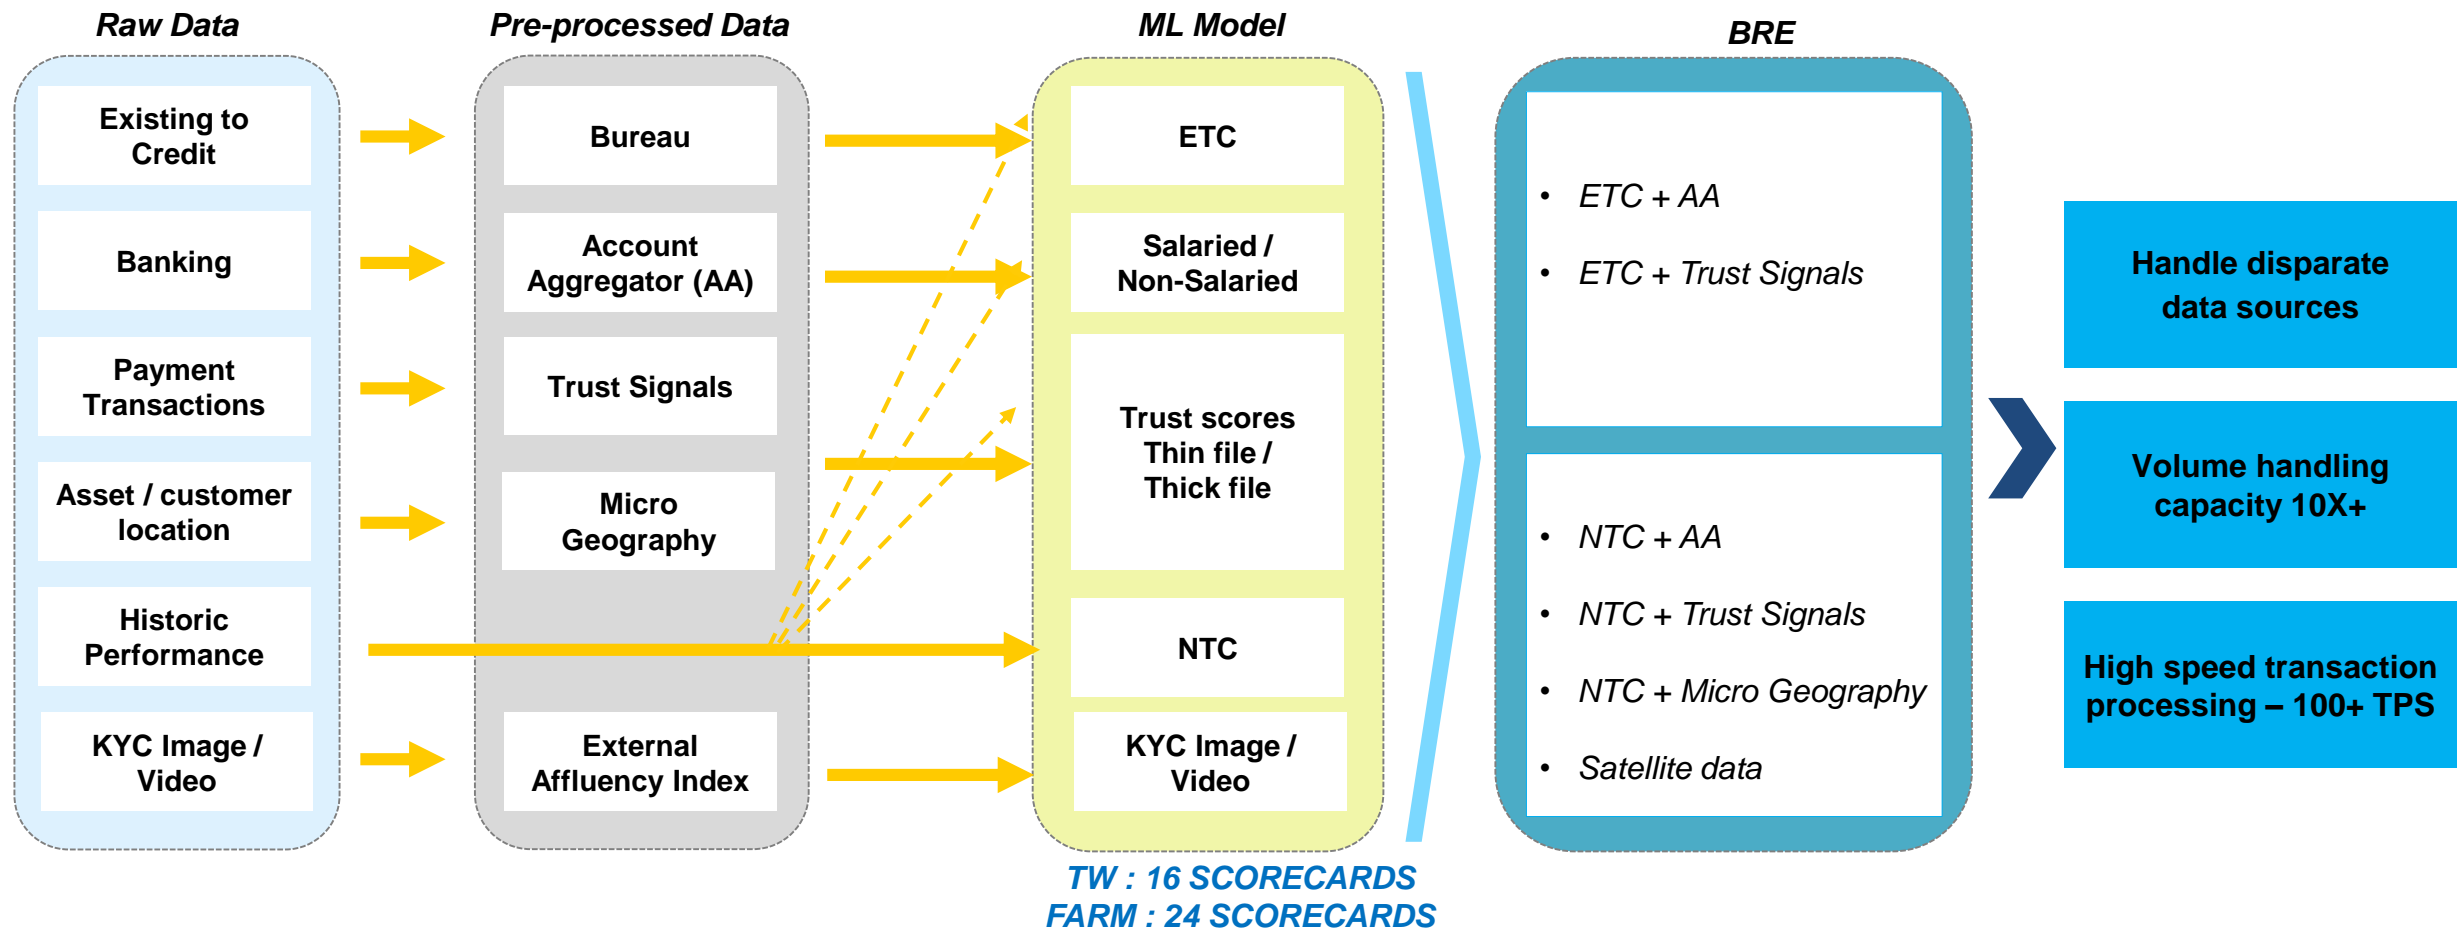 Raw Data
Existing to
Credit
Banking
Payment
Transactions
Asset / customer
location
Historic
Performance
KYC Image /
Video
Pre-processed Data
Bureau
Account
Aggregator (AA)
Trust Signals
Micro
Geography
External
Affluency Index
ML Model
ETC
Salaried /
Non-Salaried
Trust scores
Thin file /
Thick file
NTC
KYC Image /
Video
TW : 16 SCORECARDS
FARM : 24 SCORECARDS
BRE
• ETC + AA
• ETC + Trust Signals
• NTC + AA
• NTC + Trust Signals
• NTC + Micro Geography
• Satellite data
Handle disparate
data sources
Volume handling
capacity 10X+
High speed transaction
processing – 100+ TPS